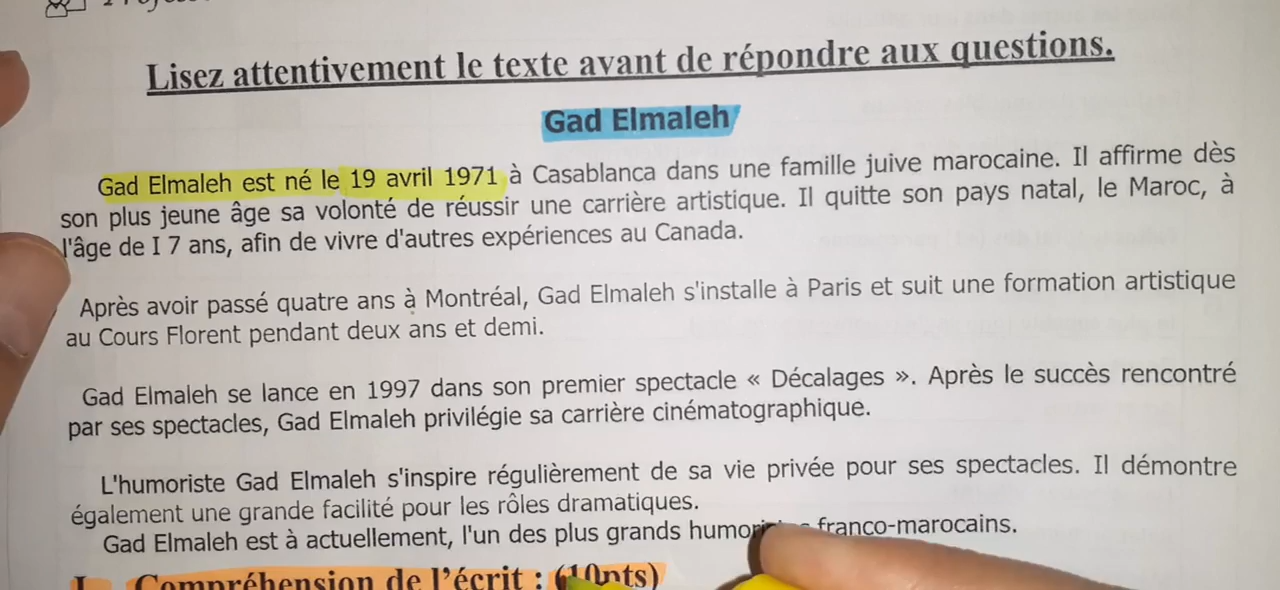 Lisez attentivement le texte avant de répondre aux questions.
Gad Elmaleh
Gad Elmaleh est né le 19 avril 1971 à Casablanca dans une famille juive marocaine. Il affirme dès
son plus jeune âge sa volonté de réussir une carrière artistique. Il quitte son pays natal, le Maroc, à
l'âge de I 7 ans, afin de vivre d'autres expériences au Canada.
Après avoir passé quatre ans à Montréal, Gad Elmaleh s'installe à Paris et suit une formation artistique
au Cours Florent pendant deux ans et demi.
Gad Elmaleh se lance en 1997 dans son premier spectacle « Décalages ». Après le succès rencontré
par ses spectacles, Gad Elmaleh privilégie sa carrière cinématographique.
L'humoriste Gad Elmaleh s'inspire régulièrement de sa vie privée pour ses spectacles. Il démontre
également une grande facilité pour les rôles dramatiques.
Gad Elmaleh est à actuellement, l'un des plus grands franco-marocains.
I. Compréhension de l'écrit : (10pts)